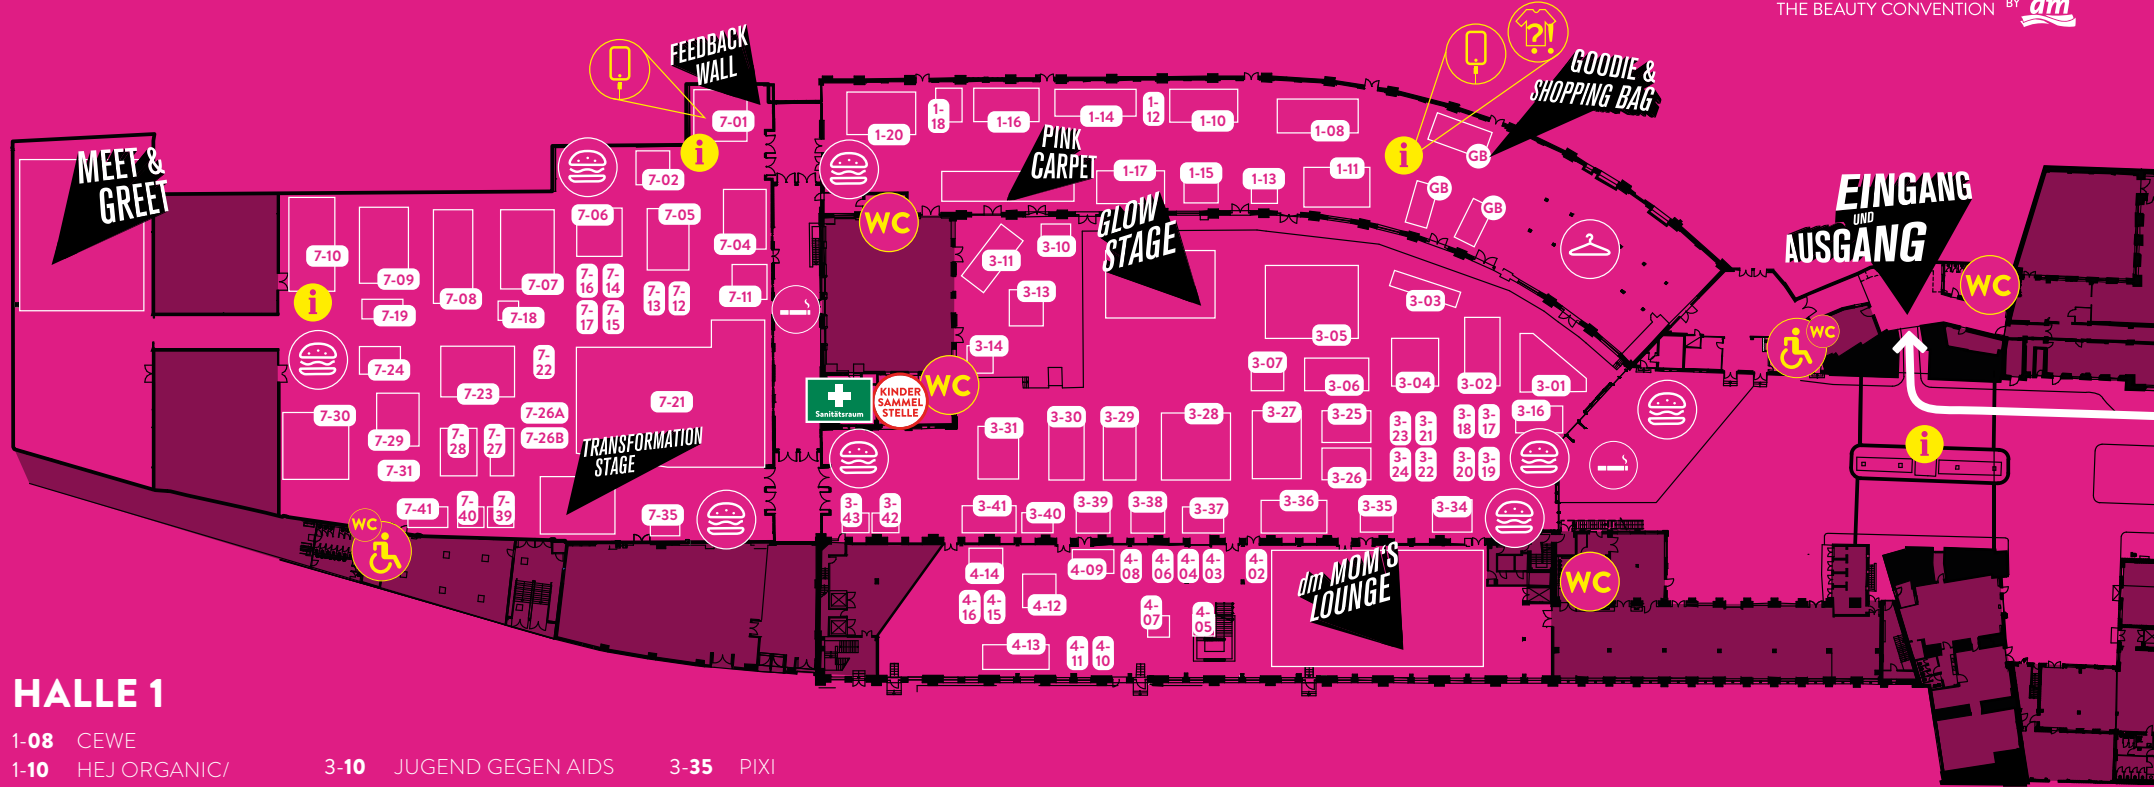 THE BEAUTY CONVENTION BY dm
FEEDBACK
WALL
GOODIE &
SHOPPING BAG
MEET &
GREET
PINK
CARPET
GLOW
STAGE
EINGANG
UND
AUSGANG
TRANSFORMATION
STAGE
dm MOM'S
LOUNGE
7-01
7-02
7-06
7-05
7-04
7-10
7-09
7-08
7-07
7-16
7-14
7-13
7-12
7-11
7-17
7-15
7-19
7-18
7-24
7-23
7-22
7-21
7-30
7-29
7-28
7-27
7-26A
7-26B
7-31
7-41
7-40
7-39
7-35
1-20
1-18
1-16
1-14
1-12
1-10
1-08
1-17
1-15
1-13
1-11
GB
GB
GB
i
i
i
i
?!
WC
WC
WC
WC
WC
WC
WC
Sanitätsraum
KINDER
SAMMEL
STELLE
3-11
3-10
3-13
3-14
3-03
3-05
3-07
3-06
3-04
3-02
3-01
3-31
3-30
3-29
3-28
3-27
3-25
3-26
3-23
3-21
3-24
3-22
3-18
3-17
3-20
3-19
3-16
3-43
3-42
3-41
3-40
3-39
3-38
3-37
3-36
3-35
3-34
4-14
4-16
4-15
4-12
4-09
4-08
4-06
4-04
4-03
4-02
4-07
4-05
4-13
4-11
4-10
HALLE 1
1-08 CEWE
1-10 HEJ ORGANIC/
3-10 JUGEND GEGEN AIDS
3-35 PIXI